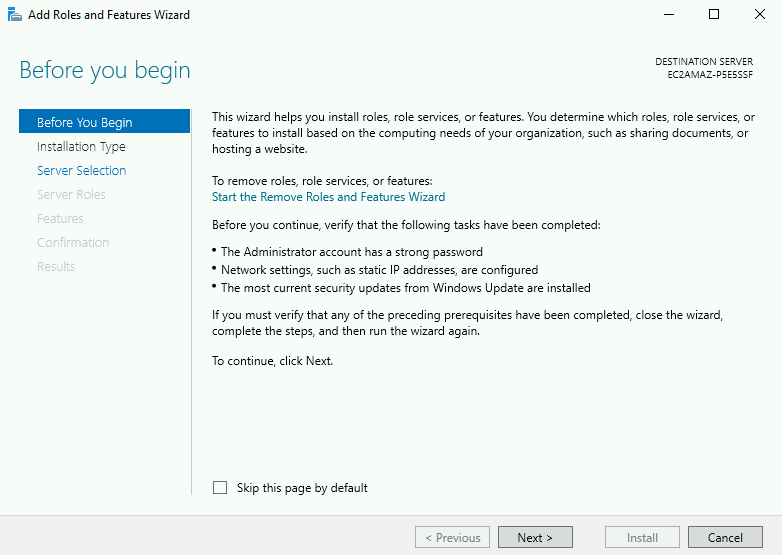 Add Roles and Features Wizard
Before you begin
DESTINATION SERVER
EC2AMAZ-P5E5SSF
Before You Begin
Installation Type
Server Selection
Server Roles
Features
Confirmation
Results
This wizard helps you install roles, role services, or features. You determine which roles, role services, or
features to install based on the computing needs of your organization, such as sharing documents, or
hosting a website.
To remove roles, role services, or features:
Start the Remove Roles and Features Wizard
Before you continue, verify that the following tasks have been completed:
• The Administrator account has a strong password
• Network settings, such as static IP addresses, are configured
• The most current security updates from Windows Update are installed
If you must verify that any of the preceding prerequisites have been completed, close the wizard,
complete the steps, and then run the wizard again.
To continue, click Next.
Skip this page by default
< Previous
Next >
Install
Cancel